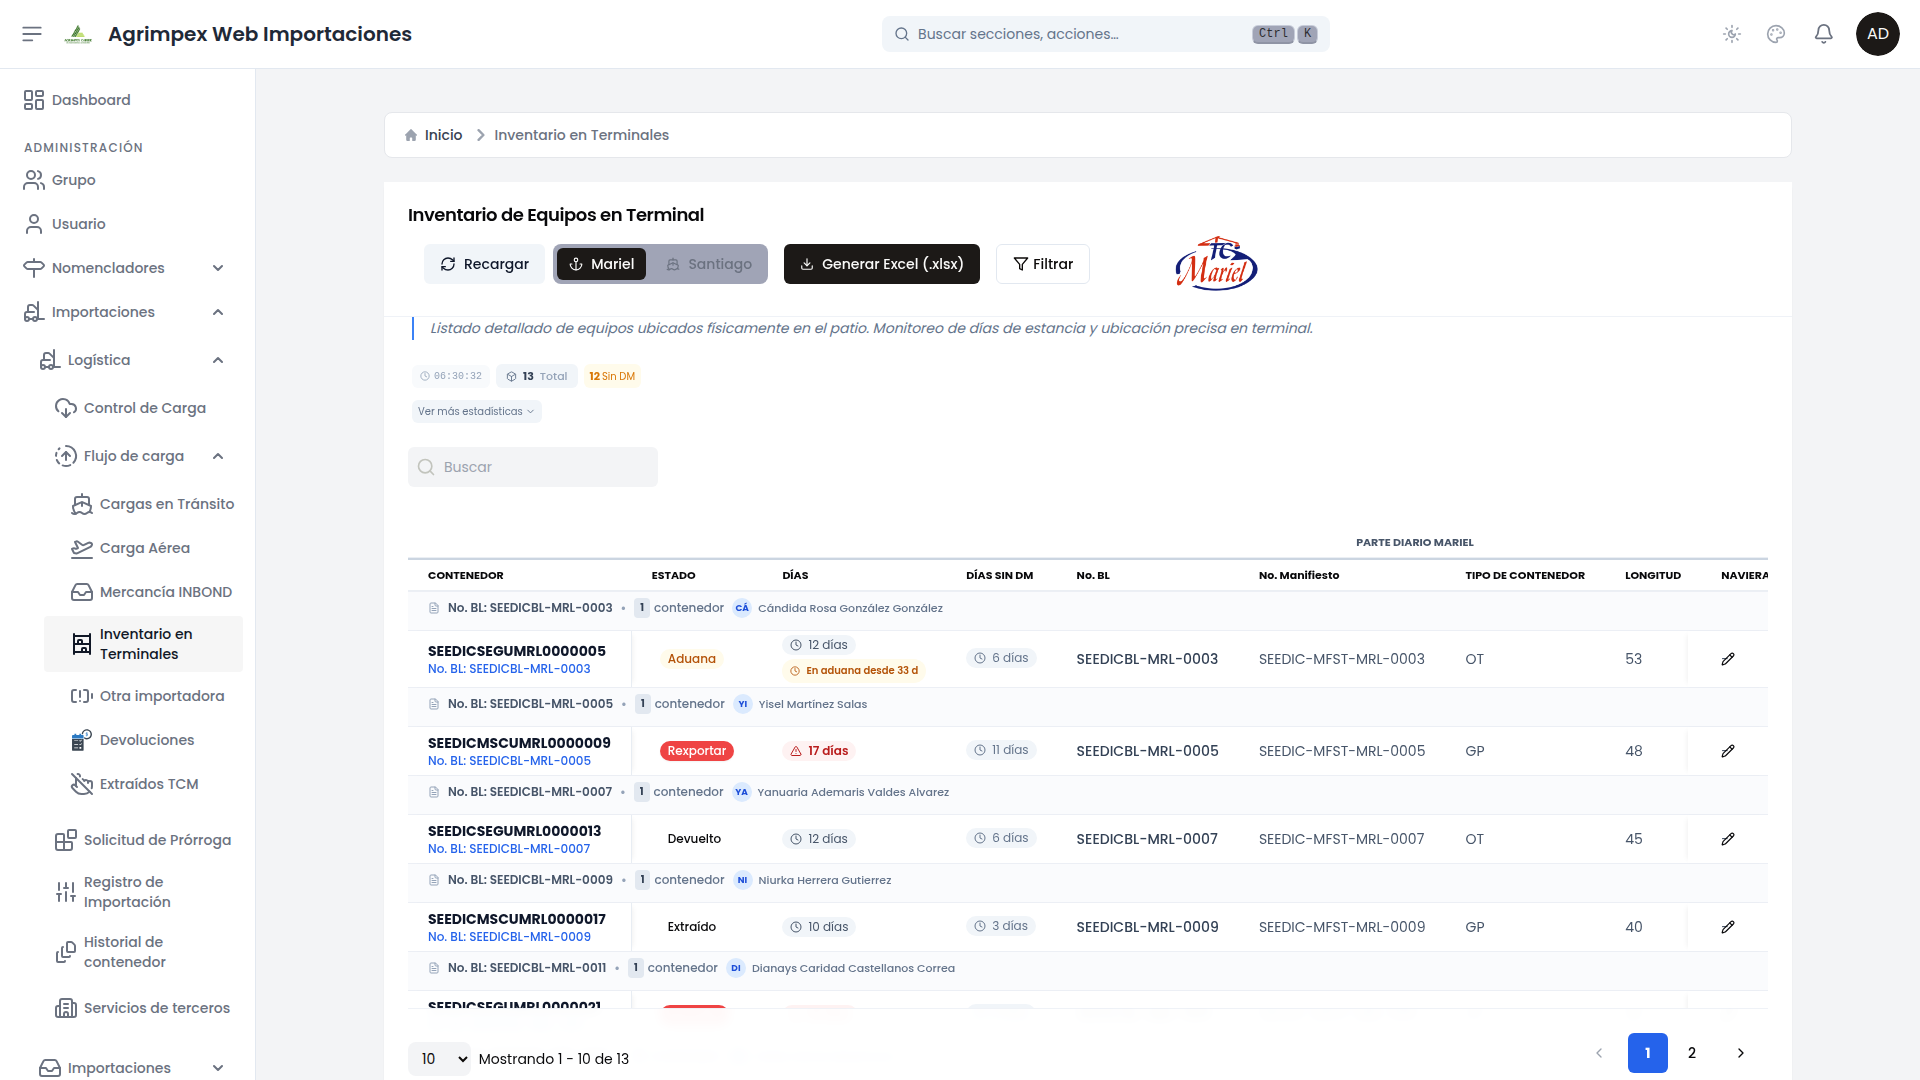 Agrimpex Web Importaciones
Buscar secciones, acciones...
Ctrl K
AD
Dashboard
ADMINISTRACIÓN
Grupo
Usuario
Nomencladores
Importaciones
Logística
Control de Carga
Flujo de carga
Cargas en Tránsito
Carga Aérea
Mercancía INBOND
Inventario en
Terminales
Otra importadora
Devoluciones
Extraídos TCM
Solicitud de Prórroga
Registro de
Importación
Historial de
contenedor
Servicios de terceros
Importaciones
Inicio > Inventario en Terminales
Inventario de Equipos en Terminal
Recargar
Mariel
Santiago
Generar Excel (.xlsx)
Filtrar
TC Mariel
Listado detallado de equipos ubicados físicamente en el patio. Monitoreo de días de estancia y ubicación precisa en terminal.
06:30:32 13 Total 12 Sin DM
Ver más estadísticas
Buscar
PARTE DIARIO MARIEL
CONTENEDOR ESTADO DÍAS DÍAS SIN DM No. BL No. Manifiesto TIPO DE CONTENEDOR LONGITUD NAVIERA
No. BL: SEEDICBL-MRL-0003 • 1 contenedor CÁ Cándida Rosa González González
SEEDICSEGUMRL0000005 Aduana 12 días 6 días SEEDICBL-MRL-0003 SEEDIC-MFST-MRL-0003 OT 53
No. BL: SEEDICBL-MRL-0003 En aduana desde 33 d
No. BL: SEEDICBL-MRL-0005 • 1 contenedor YI Yisel Martínez Salas
SEEDICMSCUMRL0000009 Rexportar 17 días 11 días SEEDICBL-MRL-0005 SEEDIC-MFST-MRL-0005 GP 48
No. BL: SEEDICBL-MRL-0005
No. BL: SEEDICBL-MRL-0007 • 1 contenedor YA Yanuaria Ademaris Valdes Alvarez
SEEDICSEGUMRL0000013 Devuelto 12 días 6 días SEEDICBL-MRL-0007 SEEDIC-MFST-MRL-0007 OT 45
No. BL: SEEDICBL-MRL-0007
No. BL: SEEDICBL-MRL-0009 • 1 contenedor NI Niurka Herrera Gutierrez
SEEDICMSCUMRL0000017 Extraído 10 días 3 días SEEDICBL-MRL-0009 SEEDIC-MFST-MRL-0009 GP 40
No. BL: SEEDICBL-MRL-0009
No. BL: SEEDICBL-MRL-0011 • 1 contenedor DI Dianays Caridad Castellanos Correa
SEEDICSEGUMRL0000021
10 Mostrando 1 - 10 de 13
< 1 2 >